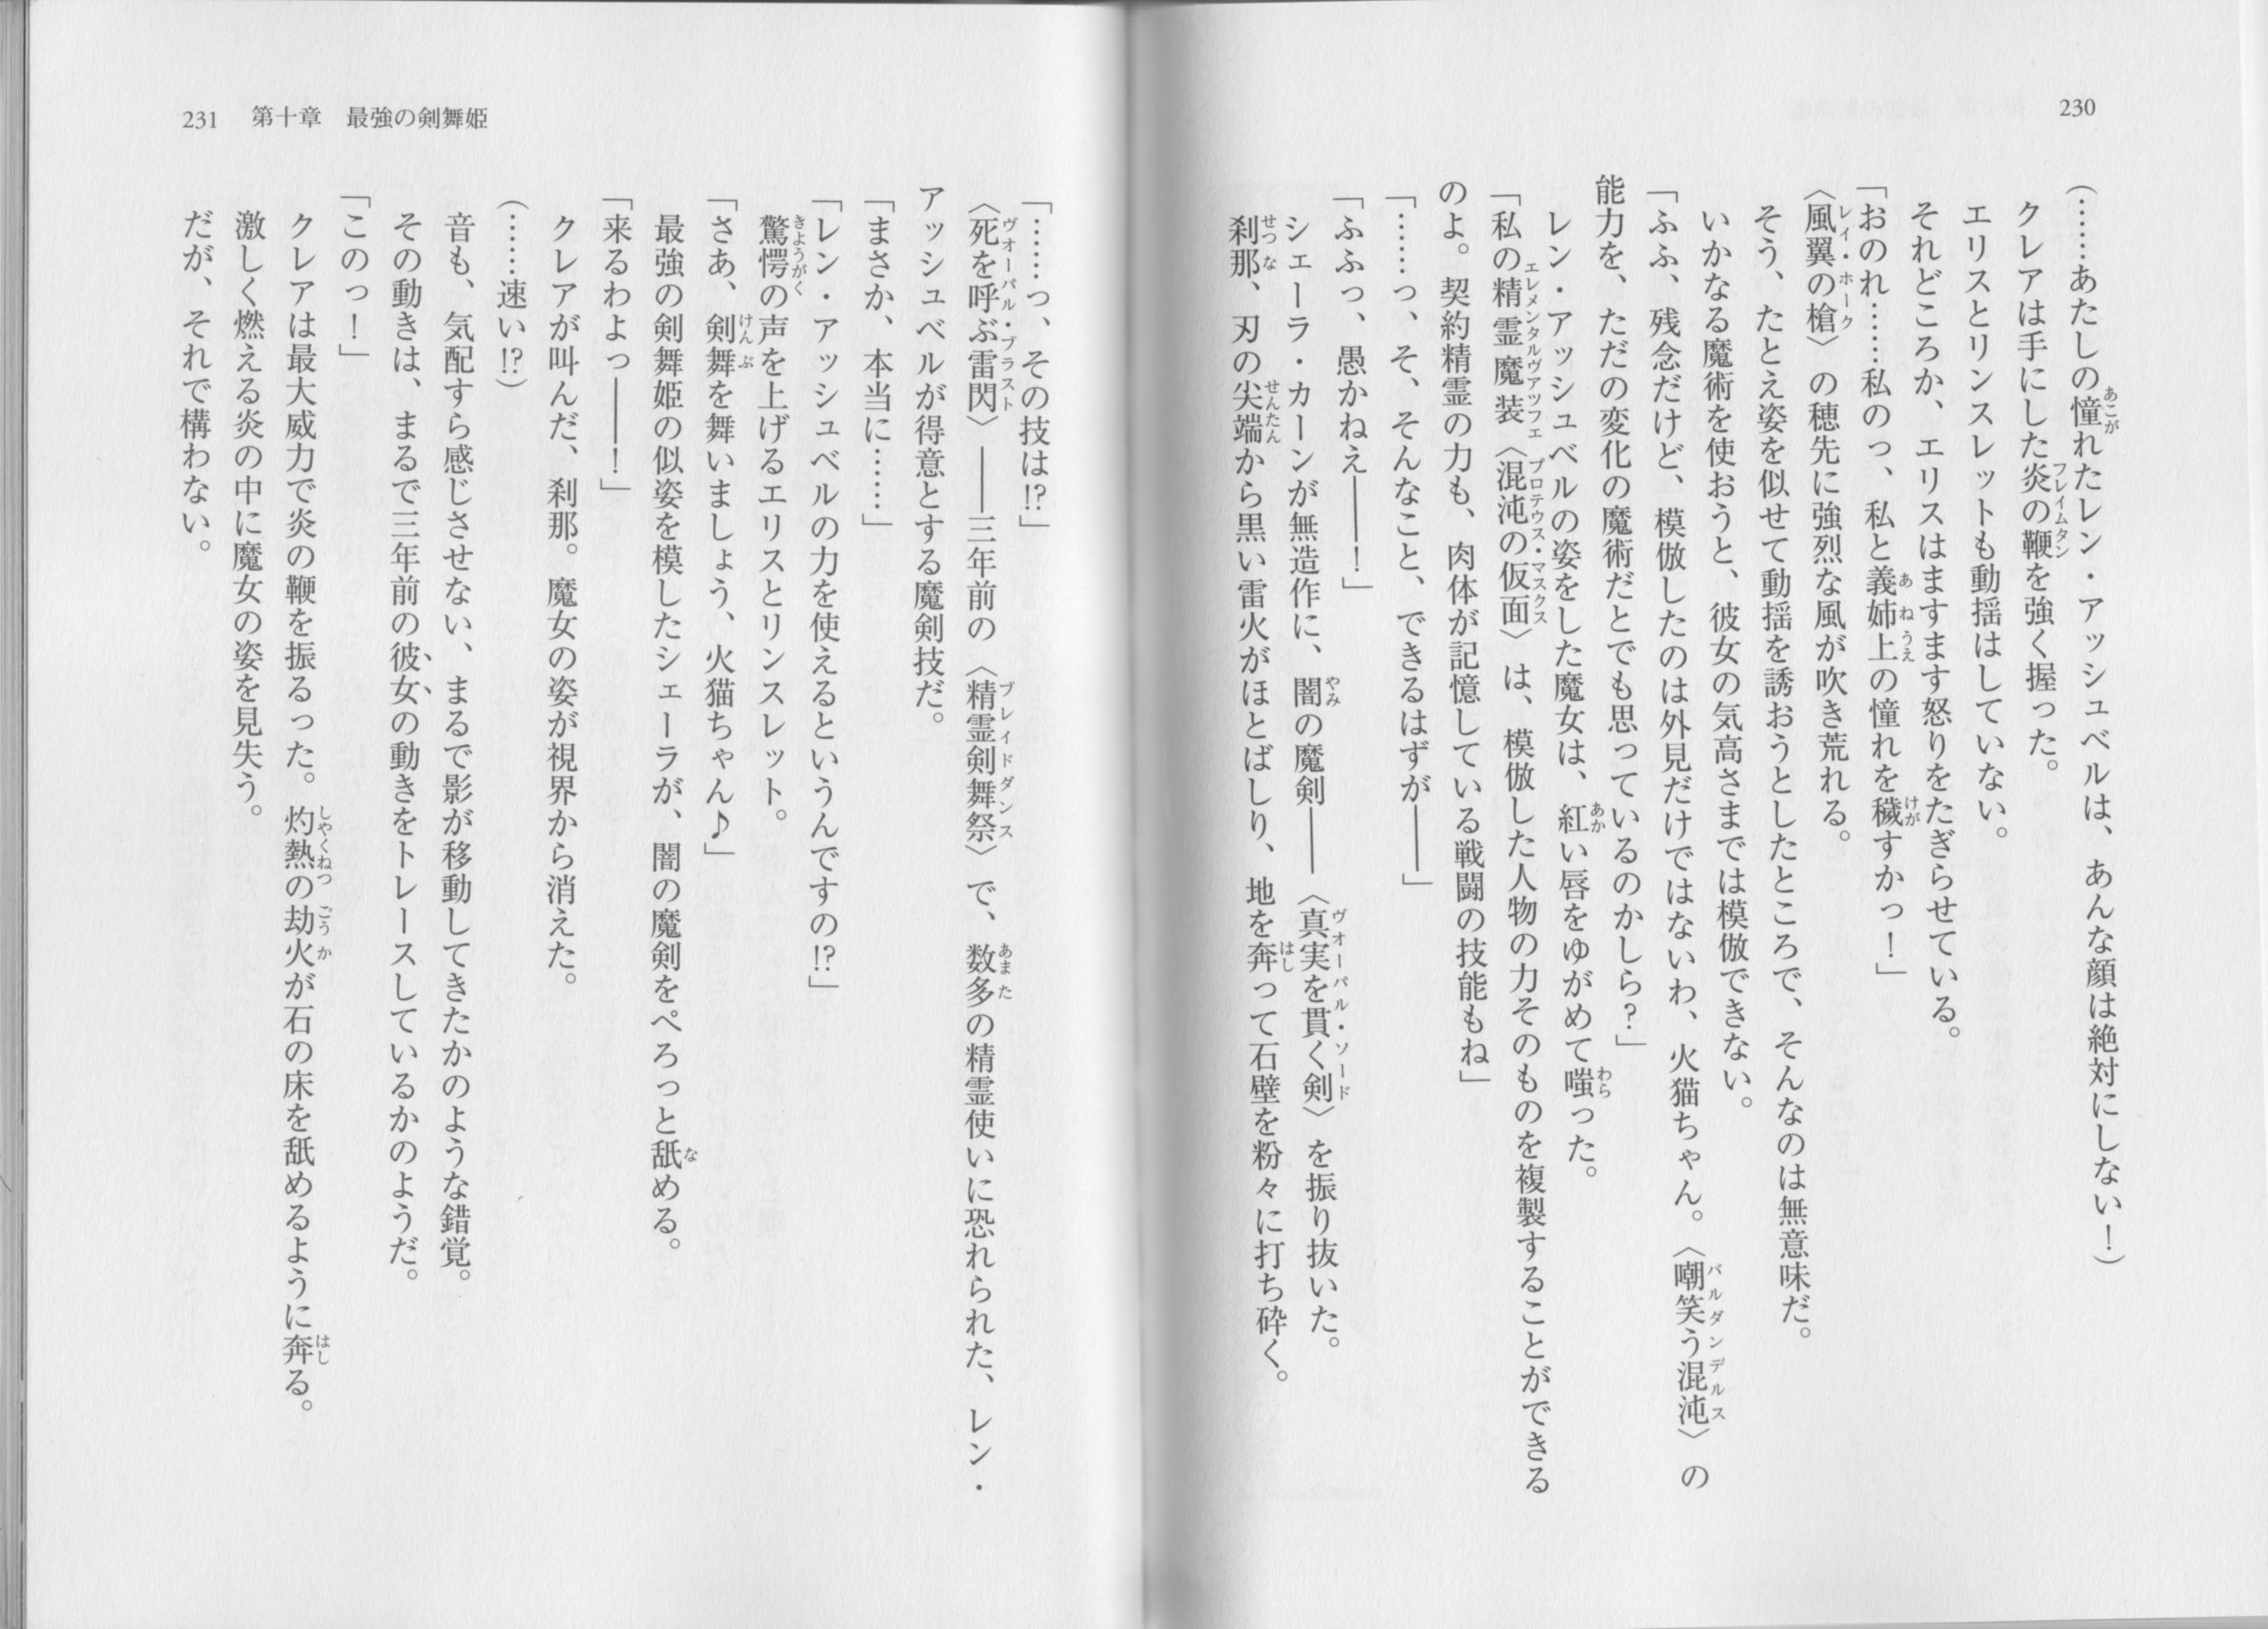 230
(……あたしの憧れたレン・アッシュベルは、あんな顔は絶対にしない！)
クレアは手にした炎の鞭を強く握った。
エリスとリンスレットも動揺はしていない。
それどころか、エリスはますます怒りをたぎらせている。
「おのれ……私のっ、私と義姉上の憧れを穢すかっ！」
〈風翼の槍〉の穂先に強烈な風が吹き荒れる。
そう、たとえ姿を似せて動揺を誘おうとしたところで、そんなのは無意味だ。
いかなる魔術を使おうと、彼女の気高さまでは模倣できない。
「ふふ、残念だけど、模倣したのは外見だけではないわ、火猫ちゃん。〈嘲笑う混沌〉の
能力を、ただの変化の魔術だとでも思っているのかしら？」
レン・アッシュベルの姿をした魔女は、紅い唇をゆがめて嗤った。
「私の精霊魔装〈混沌の仮面〉は、模倣した人物の力そのものを複製することができる
のよ。契約精霊の力も、肉体が記憶している戦闘の技能もね」
「……っ、そ、そんなこと、できるはずが――」
「ふふっ、愚かねえ――！」
シェーラ・カーンが無造作に、闇の魔剣――〈真実を貫く剣〉を振り抜いた。
刹那、刃の尖端から黒い雷火がほとばしり、地を奔って石壁を粉々に打ち砕く。
231　第十章　最強の剣舞姫
「……っ、その技は!?」
〈死を呼ぶ雷閃〉――三年前の〈精霊剣舞祭〉で、数多の精霊使いに恐れられた、レン・
アッシュベルが得意とする魔剣技だ。
「まさか、本当に……」
「レン・アッシュベルの力を使えるというんですの!?」
驚愕の声を上げるエリスとリンスレット。
「さあ、剣舞を舞いましょう、火猫ちゃん♪」
最強の剣舞姫の似姿を模したシェーラが、闇の魔剣をぺろっと舐める。
「来るわよっ――！」
クレアが叫んだ、刹那。魔女の姿が視界から消えた。
(……速い!?)
音も、気配すら感じさせない、まるで影が移動してきたかのような錯覚。
その動きは、まるで三年前の彼女の動きをトレースしているかのようだ。
「このっ！」
クレアは最大威力で炎の鞭を振るった。灼熱の劫火が石の床を舐めるように奔る。
激しく燃える炎の中に魔女の姿を見失う。
だが、それで構わない。